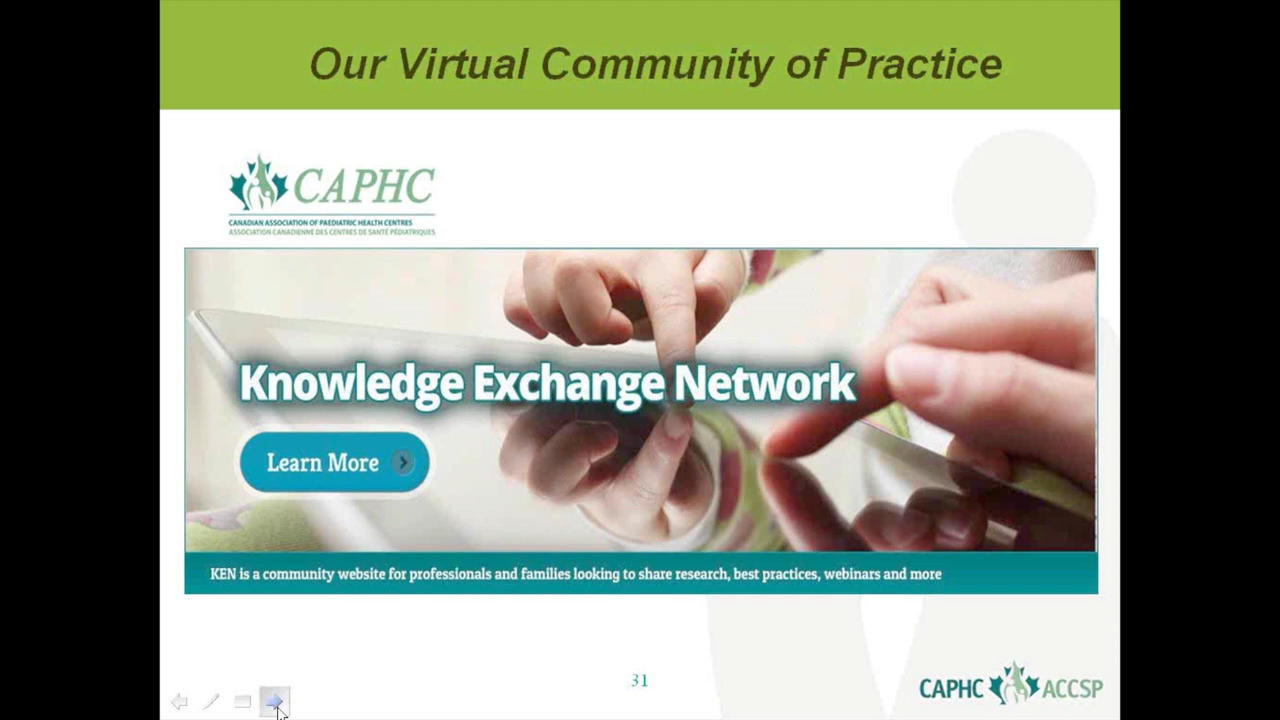 Our Virtual Community of Practice
CAPHC
CANADIAN ASSOCIATION OF PAEDIATRIC HEALTH CENTRES
ASSOCIATION CANADIENNE DES CENTRES DE SANTÉ PÉDIATRIQUES
Knowledge Exchange Network
Learn More
KEN is a community website for professionals and families looking to share research, best practices, webinars and more
31
CAPHC ACCSP